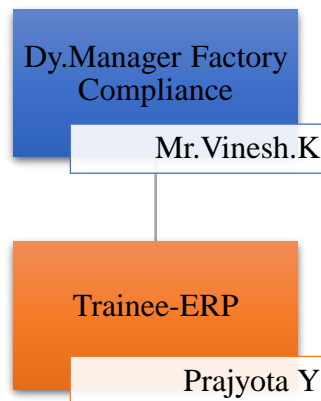 Dy.Manager Factory
Compliance
Mr.Vinesh.K
Trainee-ERP
Prajyota Y